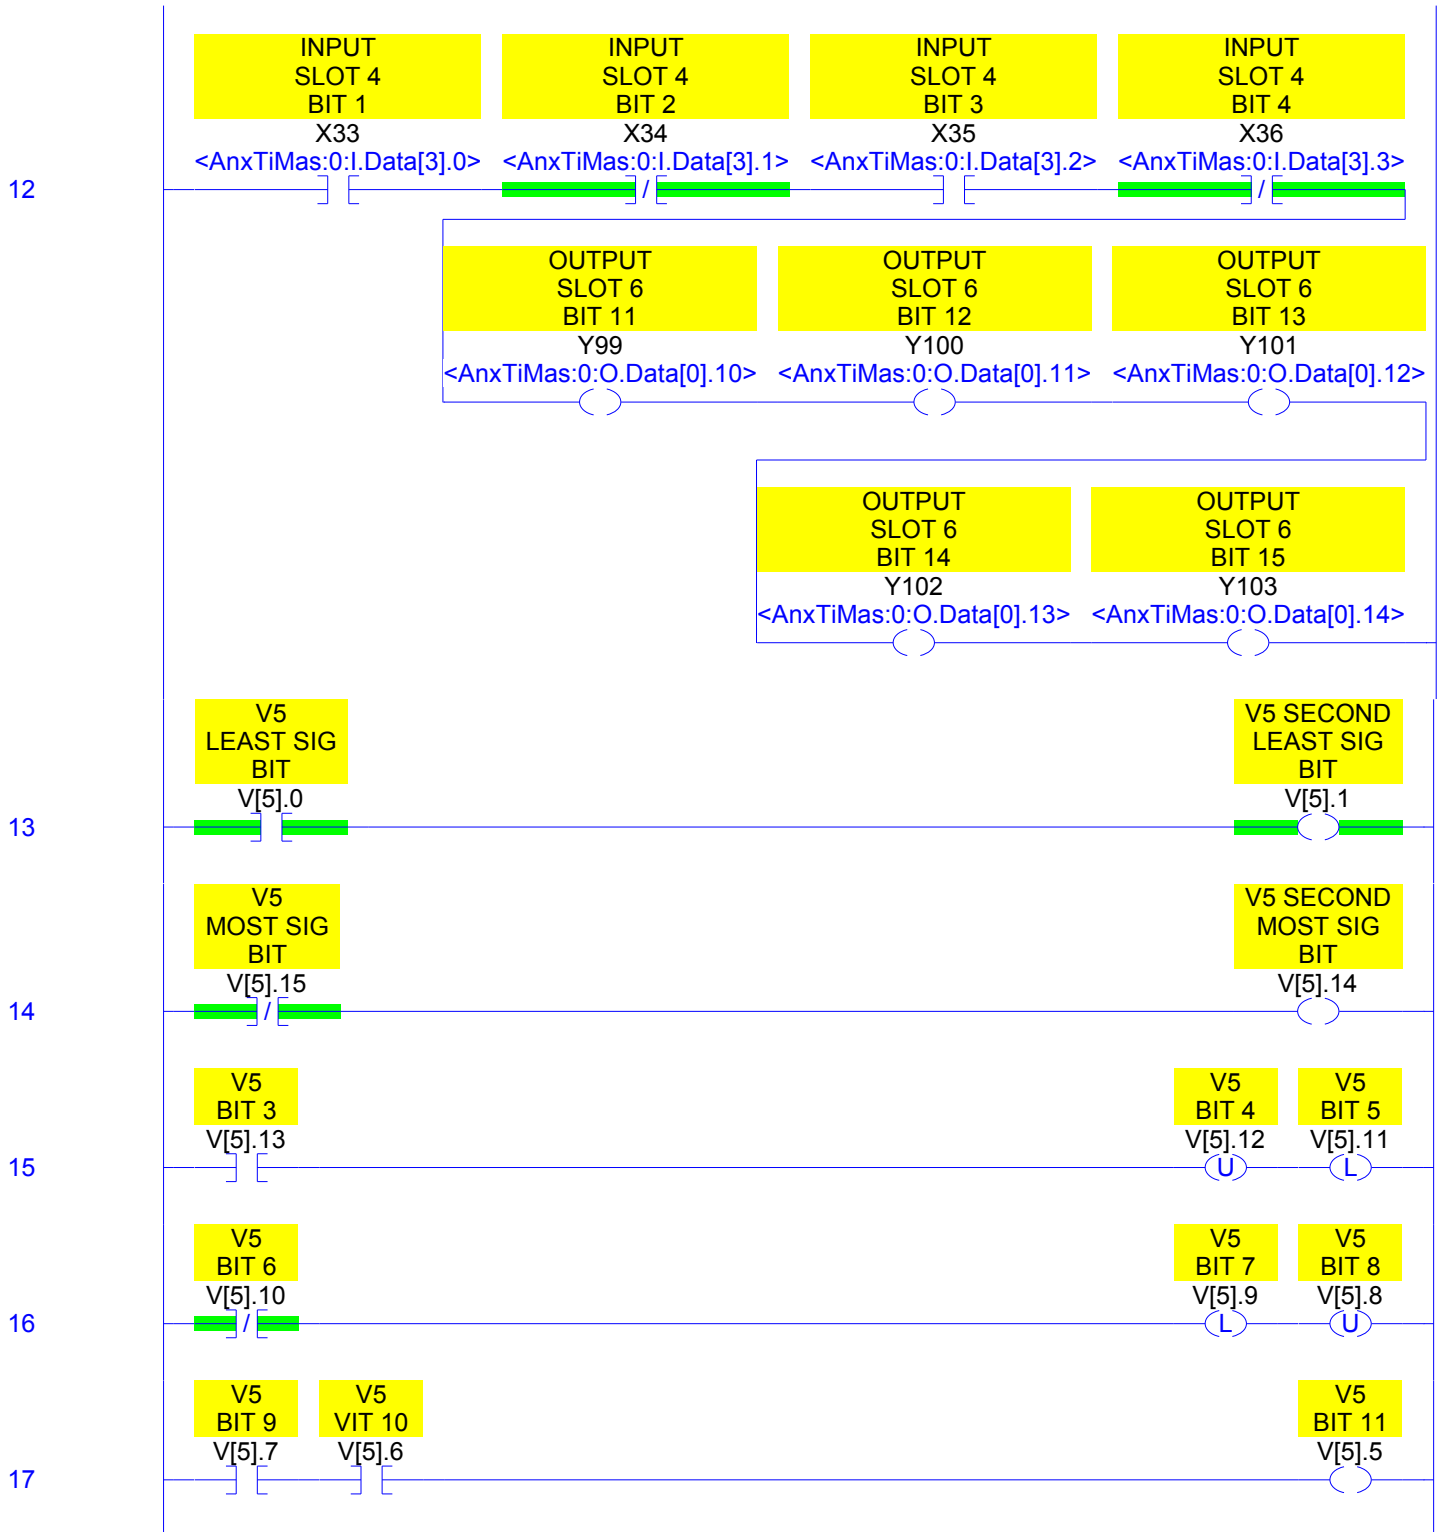 INPUT
SLOT 4
BIT 1
X33
<AnxTiMas:0:I.Data[3].0>
INPUT
SLOT 4
BIT 2
X34
<AnxTiMas:0:I.Data[3].1>
INPUT
SLOT 4
BIT 3
X35
<AnxTiMas:0:I.Data[3].2>
INPUT
SLOT 4
BIT 4
X36
<AnxTiMas:0:I.Data[3].3>
12
/
/
OUTPUT
SLOT 6
BIT 11
Y99
<AnxTiMas:0:O.Data[0].10>
OUTPUT
SLOT 6
BIT 12
Y100
<AnxTiMas:0:O.Data[0].11>
OUTPUT
SLOT 6
BIT 13
Y101
<AnxTiMas:0:O.Data[0].12>
OUTPUT
SLOT 6
BIT 14
Y102
<AnxTiMas:0:O.Data[0].13>
OUTPUT
SLOT 6
BIT 15
Y103
<AnxTiMas:0:O.Data[0].14>
V5
LEAST SIG
BIT
V[5].0
V5 SECOND
LEAST SIG
BIT
V[5].1
13
V5
MOST SIG
BIT
V[5].15
V5 SECOND
MOST SIG
BIT
V[5].14
14
/
V5
BIT 3
V[5].13
V5
BIT 4
V[5].12
V5
BIT 5
V[5].11
15
U
L
V5
BIT 6
V[5].10
V5
BIT 7
V[5].9
V5
BIT 8
V[5].8
16
/
L
U
V5
BIT 9
V[5].7
V5
VIT 10
V[5].6
V5
BIT 11
V[5].5
17